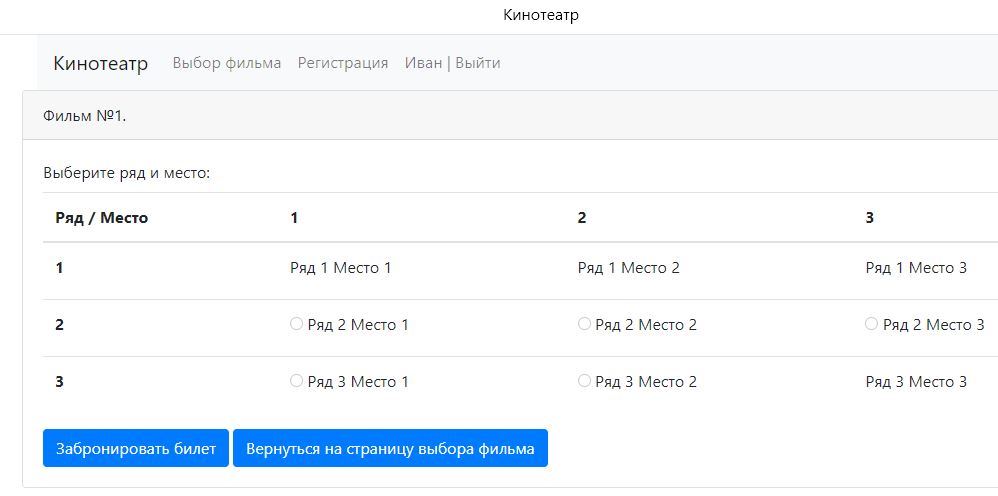 Кинотеатр
Кинотеатр Выбор фильма Регистрация Иван | Выйти
Фильм №1.
Выберите ряд и место:
Ряд / Место 1 2 3
1 Ряд 1 Место 1 Ряд 1 Место 2 Ряд 1 Место 3
2 Ряд 2 Место 1 Ряд 2 Место 2 Ряд 2 Место 3
3 Ряд 3 Место 1 Ряд 3 Место 2 Ряд 3 Место 3
Забронировать билет Вернуться на страницу выбора фильма